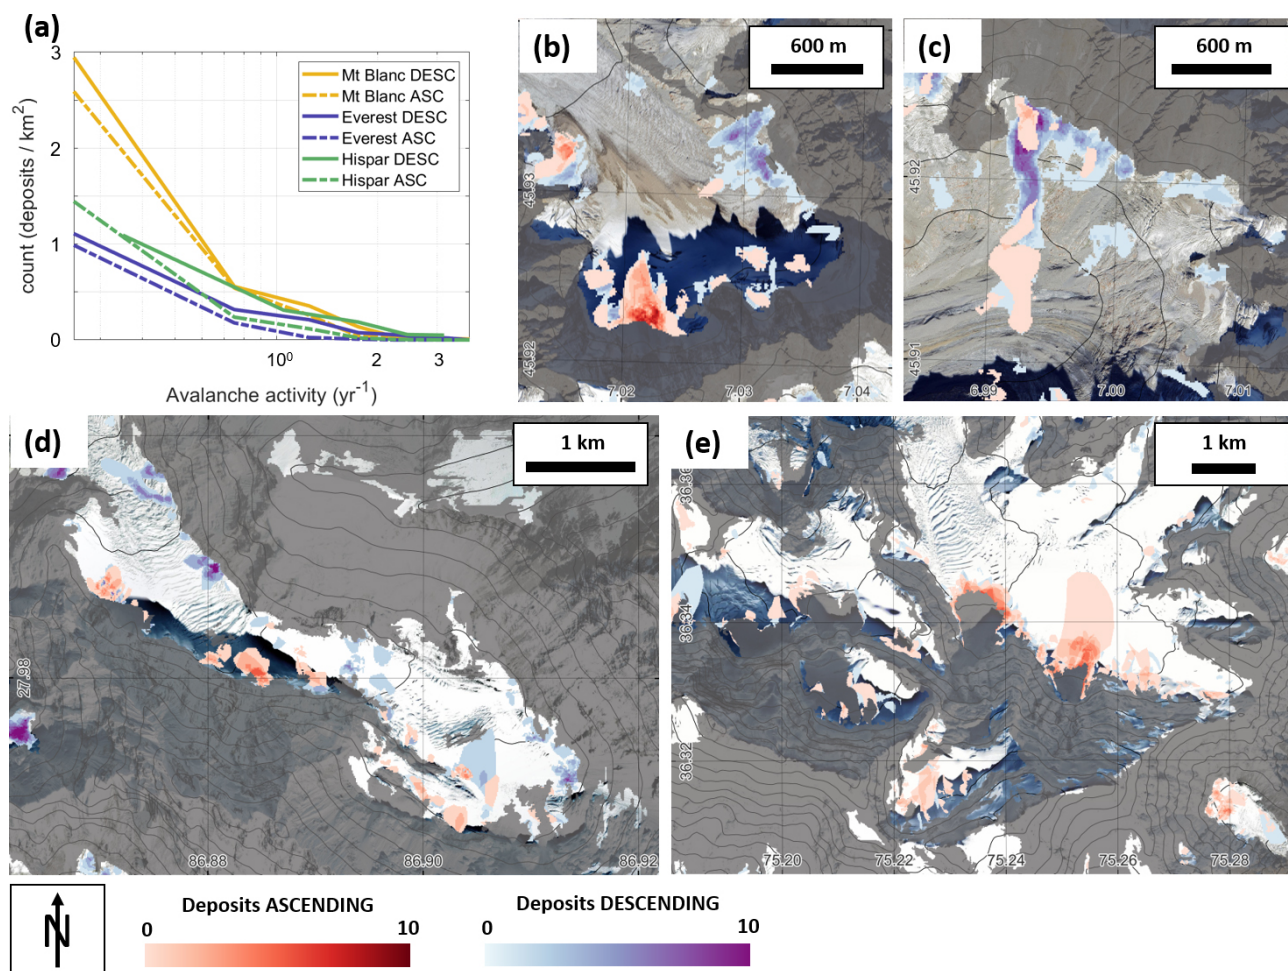 (a)
3
2
1
0
count (deposits / km²)
10⁰
2
3
Avalanche activity (yr⁻¹)
Mt Blanc DESC
Mt Blanc ASC
Everest DESC
Everest ASC
Hispar DESC
Hispar ASC
(b)
600 m
45.93
45.92
7.02
7.03
7.04
(c)
600 m
45.92
45.91
6.99
7.00
7.01
(d)
1 km
27.98
86.88
86.90
86.92
(e)
1 km
36.36
36.34
36.32
75.20
75.22
75.24
75.26
75.28
N
Deposits ASCENDING
0
10
Deposits DESCENDING
0
10